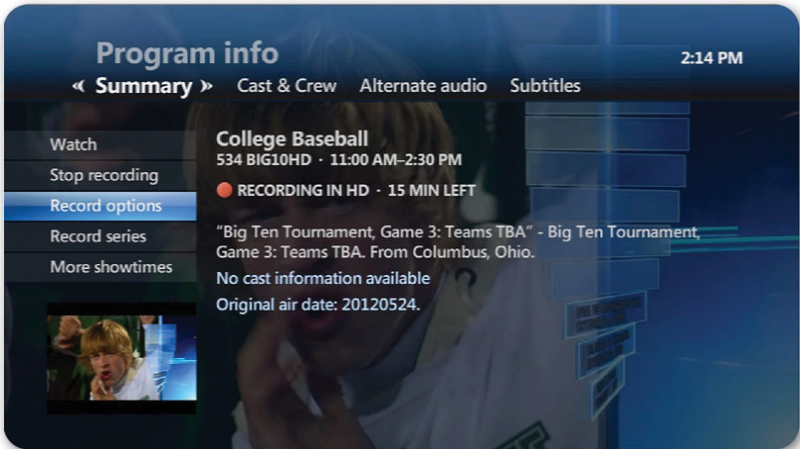 Program info
2:14 PM
« Summary » Cast & Crew Alternate audio Subtitles
Watch
Stop recording
Record options
Record series
More showtimes
College Baseball
534 BIG10HD · 11:00 AM–2:30 PM
RECORDING IN HD · 15 MIN LEFT
“Big Ten Tournament, Game 3: Teams TBA” - Big Ten Tournament,
Game 3: Teams TBA. From Columbus, Ohio.
No cast information available
Original air date: 20120524.